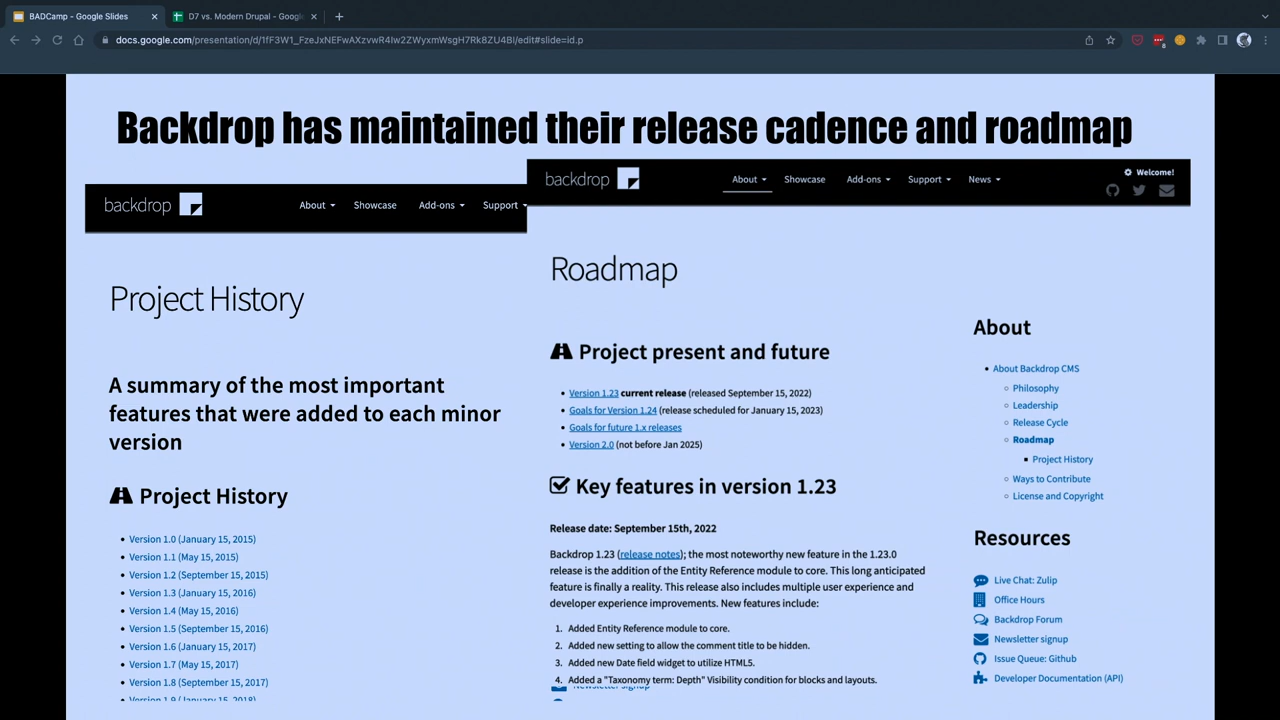 BADCamp - Google Slides
D7 vs. Modern Drupal - Google
docs.google.com/presentation/d/1fF3W1_FzeJxNEFwAXzvwR4Iw2ZWyxmWsgH7Rk8ZU4BI/edit#slide=id.p
Backdrop has maintained their release cadence and roadmap
backdrop
About
Showcase
Add-ons
Support
Project History
A summary of the most important
features that were added to each minor
version
Project History
Version 1.0 (January 15, 2015)
Version 1.1 (May 15, 2015)
Version 1.2 (September 15, 2015)
Version 1.3 (January 15, 2016)
Version 1.4 (May 15, 2016)
Version 1.5 (September 15, 2016)
Version 1.6 (January 15, 2017)
Version 1.7 (May 15, 2017)
Version 1.8 (September 15, 2017)
Version 1.9 (January 15, 2018)
backdrop
About
Showcase
Add-ons
Support
News
Welcome!
Roadmap
Project present and future
Version 1.23 current release (released September 15, 2022)
Goals for Version 1.24 (release scheduled for January 15, 2023)
Goals for future 1.x releases
Version 2.0 (not before Jan 2025)
Key features in version 1.23
Release date: September 15th, 2022
Backdrop 1.23 (release notes); the most noteworthy new feature in the 1.23.0
release is the addition of the Entity Reference module to core. This long anticipated
feature is finally a reality. This release also includes multiple user experience and
developer experience improvements. New features include:
1. Added Entity Reference module to core.
2. Added new setting to allow the comment title to be hidden.
3. Added new Date field widget to utilize HTML5.
4. Added a "Taxonomy term: Depth" Visibility condition for blocks and layouts.
Newsletter signup
About
About Backdrop CMS
Philosophy
Leadership
Release Cycle
Roadmap
Project History
Ways to Contribute
License and Copyright
Resources
Live Chat: Zulip
Office Hours
Backdrop Forum
Newsletter signup
Issue Queue: Github
Developer Documentation (API)